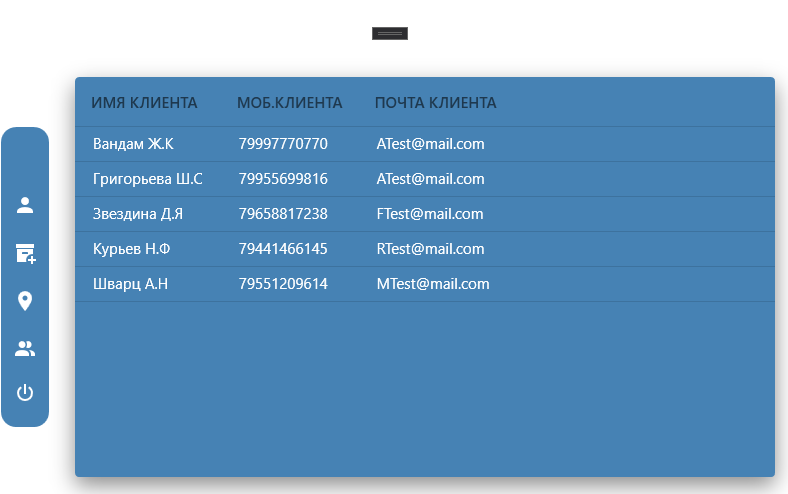 ИМЯ КЛИЕНТА МОБ.КЛИЕНТА ПОЧТА КЛИЕНТА
Вандам Ж.К 79997770770 ATest@mail.com
Григорьева Ш.С 79955699816 ATest@mail.com
Звездина Д.Я 79658817238 FTest@mail.com
Курьев Н.Ф 79441466145 RTest@mail.com
Шварц А.Н 79551209614 MTest@mail.com